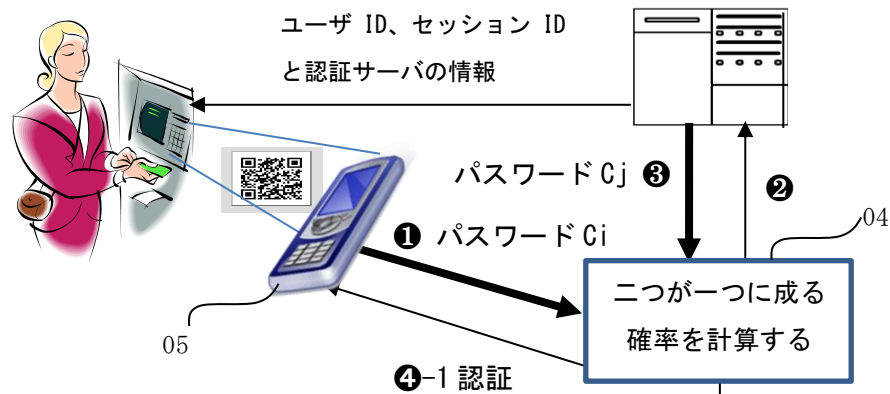 ユーザ ID、セッション ID
と認証サーバの情報
パスワード Cj ❸
❷
❶ パスワード Ci
04
二つが一つに成る
確率を計算する
05
❹-1 認証